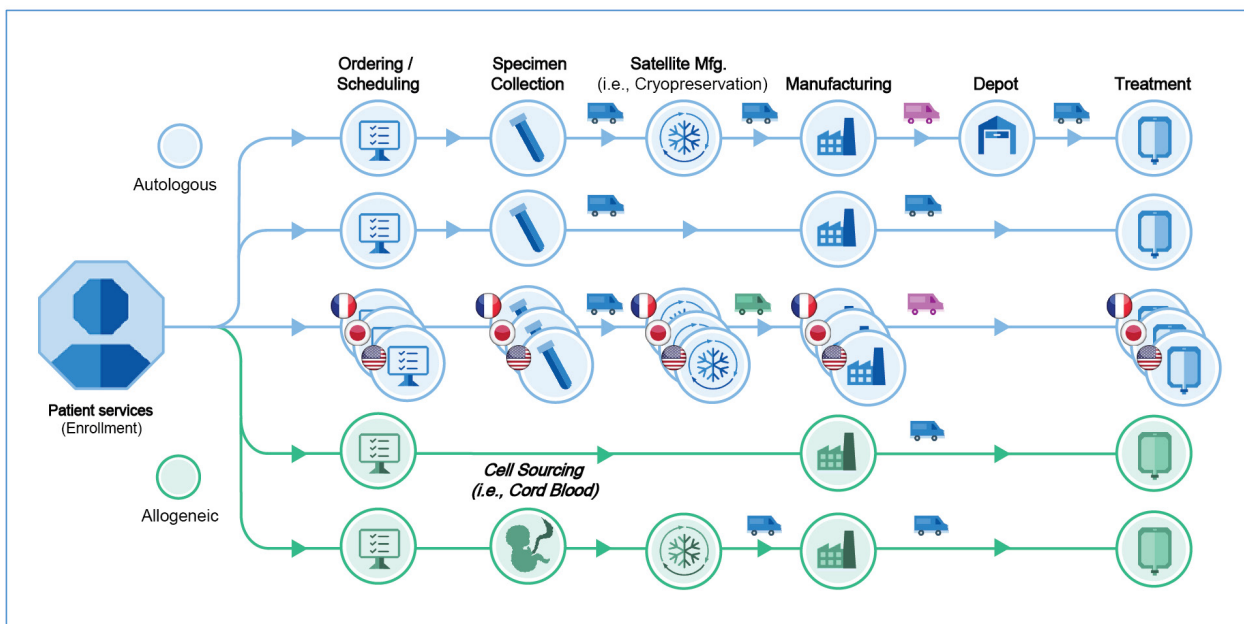 Ordering /
Scheduling
Specimen
Collection
Satellite Mfg.
(i.e., Cryopreservation)
Manufacturing
Depot
Treatment
Autologous
Patient services
(Enrollment)
Cell Sourcing
(i.e., Cord Blood)
Allogeneic